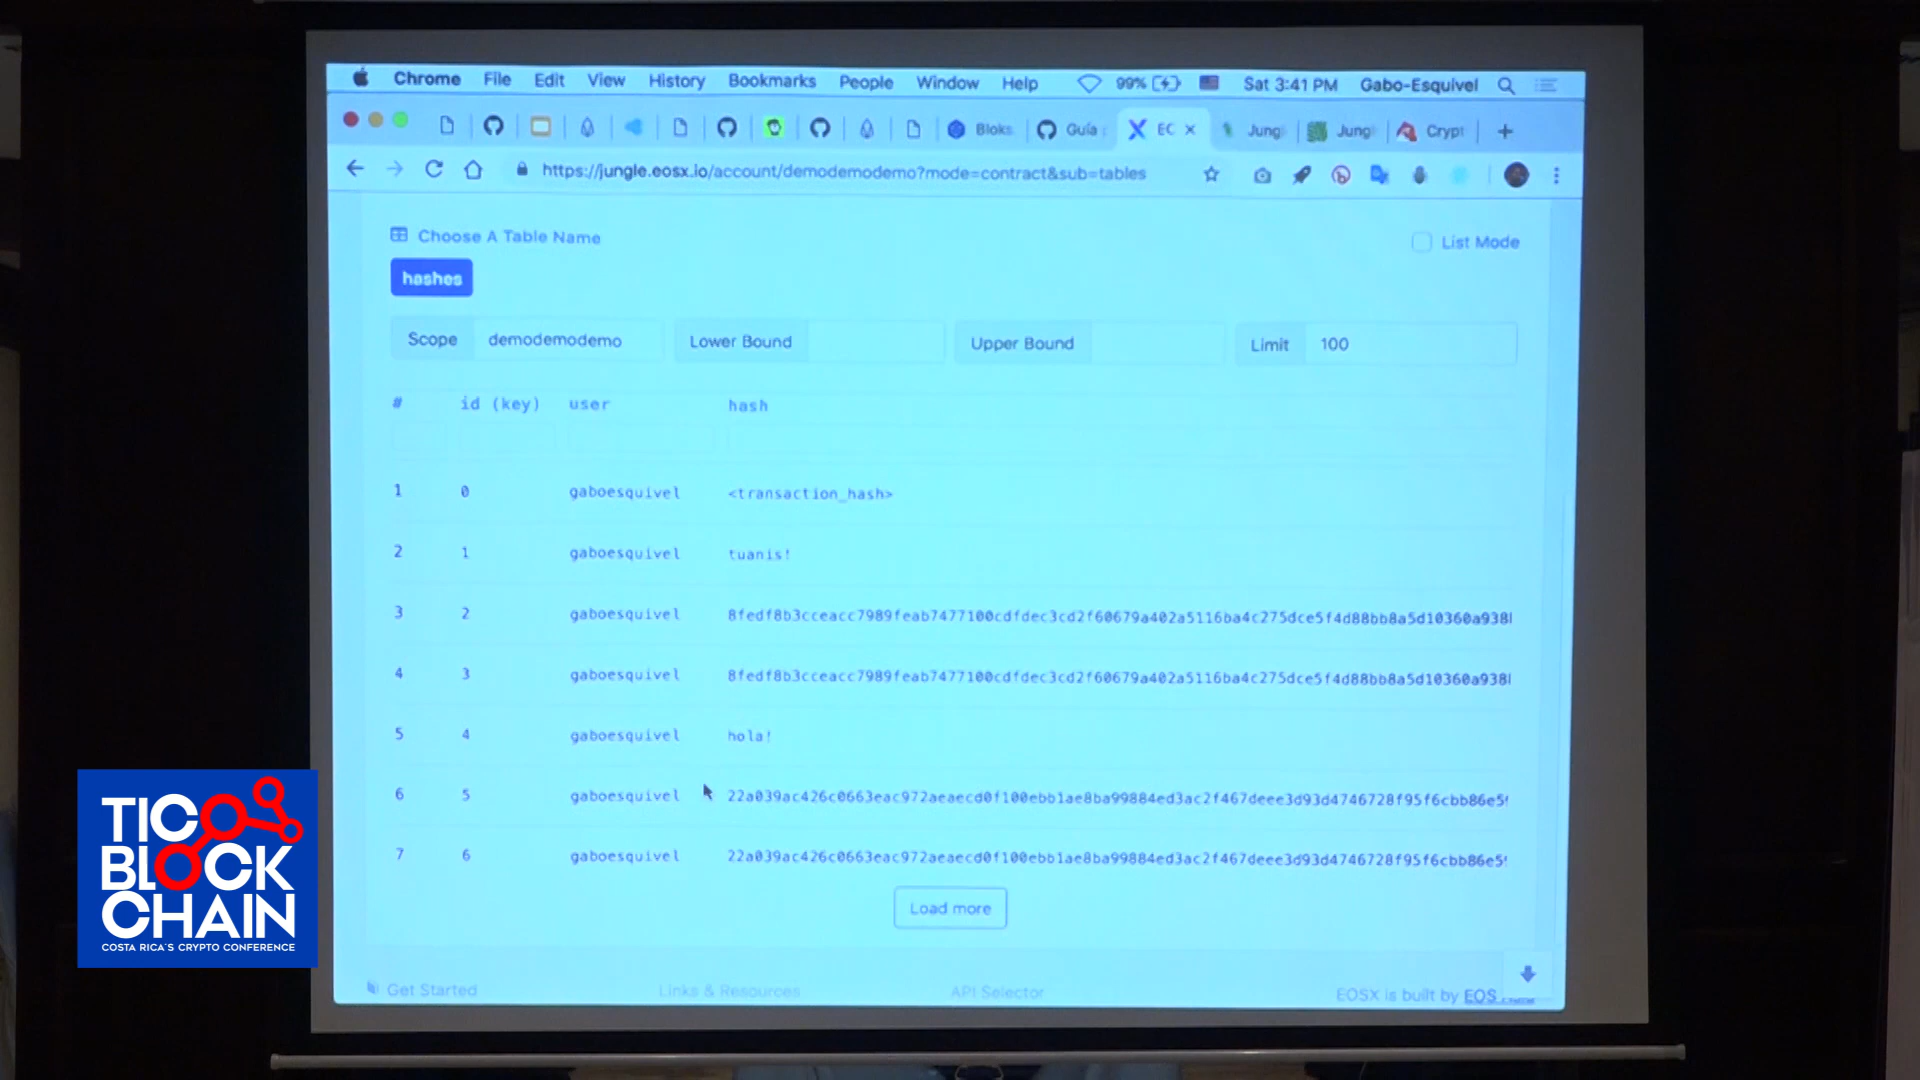 Chrome File Edit View History Bookmarks People Window Help 99% Sat 3:41 PM Gabo-Esquivel
Bloks Guía EC Jung Jung Crypt
https://jungle.eosx.io/account/demodemodemo?mode=contract&sub=tables
Choose A Table Name List Mode
hashes
Scope demodemodemo Lower Bound Upper Bound Limit 100
# id (key) user hash
1 0 gaboesquivel <transaction_hash>
2 1 gaboesquivel tuanis!
3 2 gaboesquivel 8fedf8b3cceacc7989feab7477100cdfdec3cd2f60679a402a5116ba4c275dce5f4d88bb8a5d10360a938
4 3 gaboesquivel 8fedf8b3cceacc7989feab7477100cdfdec3cd2f60679a402a5116ba4c275dce5f4d88bb8a5d10360a938
5 4 gaboesquivel hola!
6 5 gaboesquivel 22a039ac426c0663eac972aeaecd0f100ebb1ae8ba99884ed3ac2f467deee3d93d4746728f95f6cbb86e5
7 6 gaboesquivel 22a039ac426c0663eac972aeaecd0f100ebb1ae8ba99884ed3ac2f467deee3d93d4746728f95f6cbb86e5
Load more
Get Started Links & Resources API Selector EOSX is built by EOS
TICO
BLOCK
CHAIN
COSTA RICA'S CRYPTO CONFERENCE